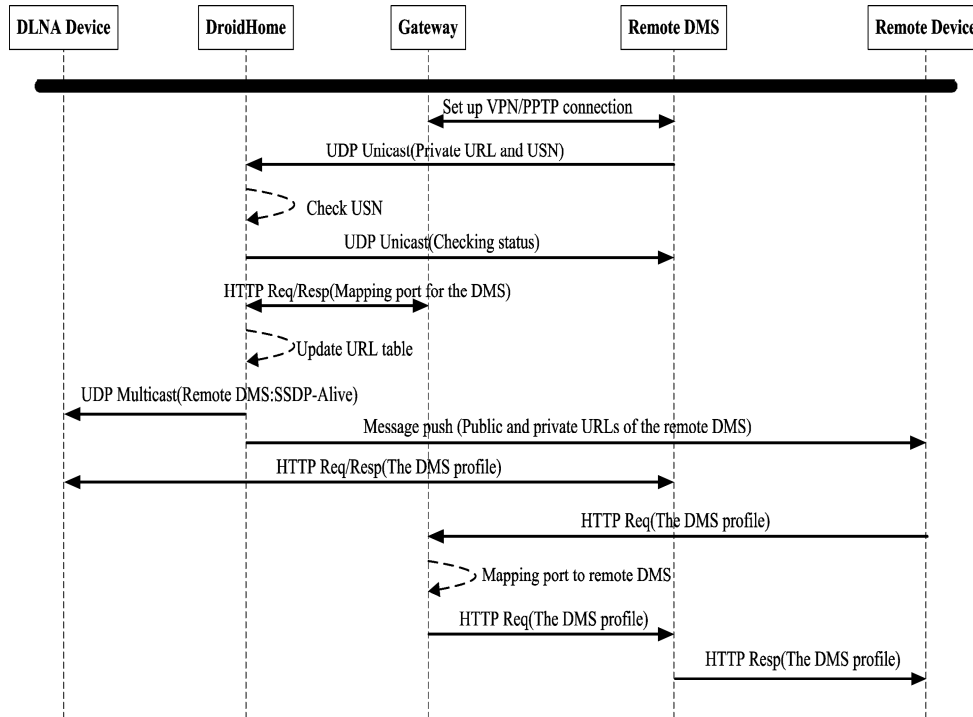 DLNA Device
DroidHome
Gateway
Remote DMS
Remote Device
Set up VPN/PPTP connection
UDP Unicast(Private URL and USN)
Check USN
UDP Unicast(Checking status)
HTTP Req/Resp(Mapping port for the DMS)
Update URL table
UDP Multicast(Remote DMS:SSDP-Alive)
Message push (Public and private URLs of the remote DMS)
HTTP Req/Resp(The DMS profile)
HTTP Req(The DMS profile)
Mapping port to remote DMS
HTTP Req(The DMS profile)
HTTP Resp(The DMS profile)